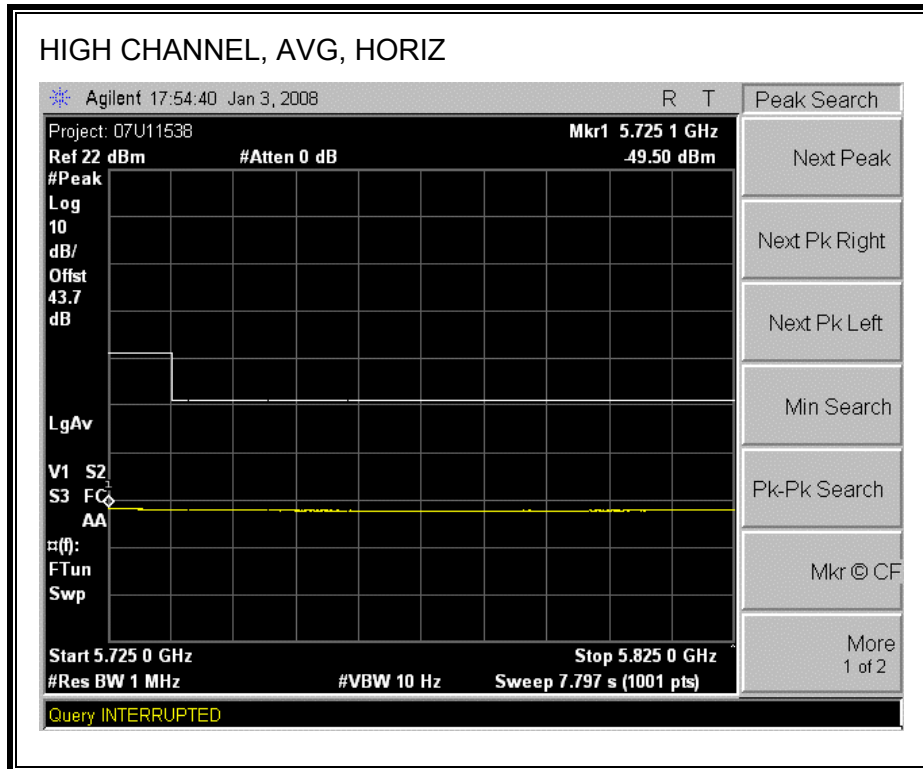 HIGH CHANNEL, AVG, HORIZ
Agilent 17:54:40 Jan 3, 2008 R T
Peak Search
Project: 07U11538 Mkr1 5.725 1 GHz
Ref 22 dBm #Atten 0 dB -49.50 dBm
#Peak
Log
10
dB/
Offst
43.7
dB
LgAv
V1 S2
S3 FC
AA
¤(f):
FTun
Swp
1
Start 5.725 0 GHz Stop 5.825 0 GHz
#Res BW 1 MHz #VBW 10 Hz Sweep 7.797 s (1001 pts)
Query INTERRUPTED
Next Peak
Next Pk Right
Next Pk Left
Min Search
Pk-Pk Search
Mkr © CF
More
1 of 2